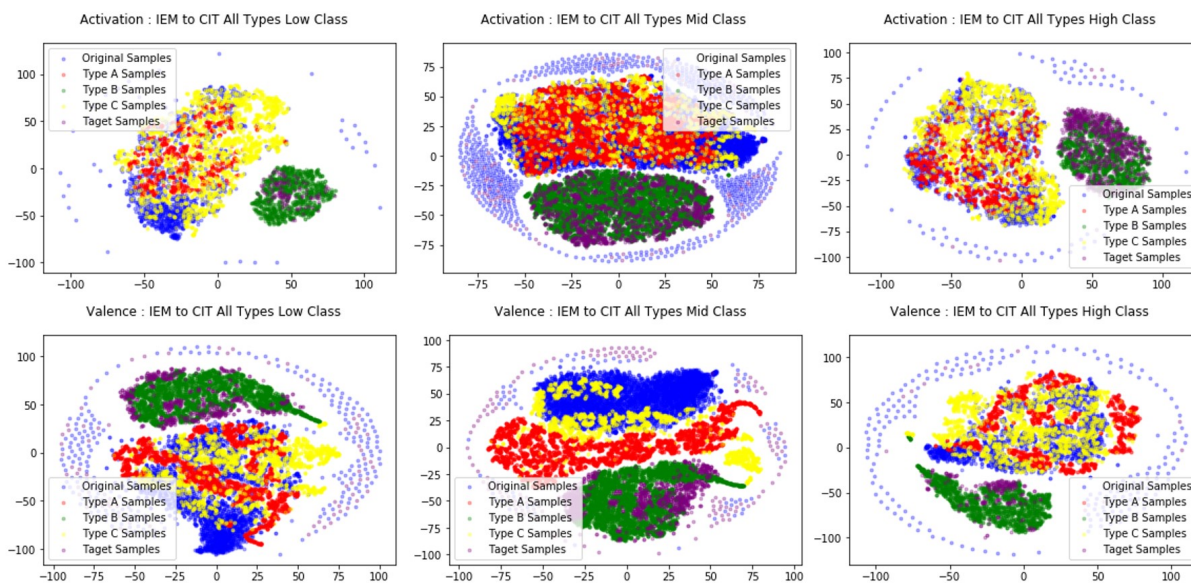 Activation : IEM to CIT All Types Low Class
Original Samples
Type A Samples
Type B Samples
Type C Samples
Taget Samples
100
50
0
−50
−100
−100 −50 0 50 100
Activation : IEM to CIT All Types Mid Class
Original Samples
Type A Samples
Type B Samples
Type C Samples
Taget Samples
75
50
25
0
−25
−50
−75
−75 −50 −25 0 25 50 75
Activation : IEM to CIT All Types High Class
Original Samples
Type A Samples
Type B Samples
Type C Samples
Taget Samples
100
75
50
25
0
−25
−50
−75
−100
−100 −50 0 50 100
Valence : IEM to CIT All Types Low Class
100
50
0
−50
−100
Original Samples
Type A Samples
Type B Samples
Type C Samples
Taget Samples
−100 −75 −50 −25 0 25 50 75 100
Valence : IEM to CIT All Types Mid Class
100
75
50
25
0
−25
−50
−75
−100
Original Samples
Type A Samples
Type B Samples
Type C Samples
Taget Samples
−100 −75 −50 −25 0 25 50 75 100
Valence : IEM to CIT All Types High Class
100
50
0
−50
−100
Original Samples
Type A Samples
Type B Samples
Type C Samples
Taget Samples
−100 −50 0 50 100